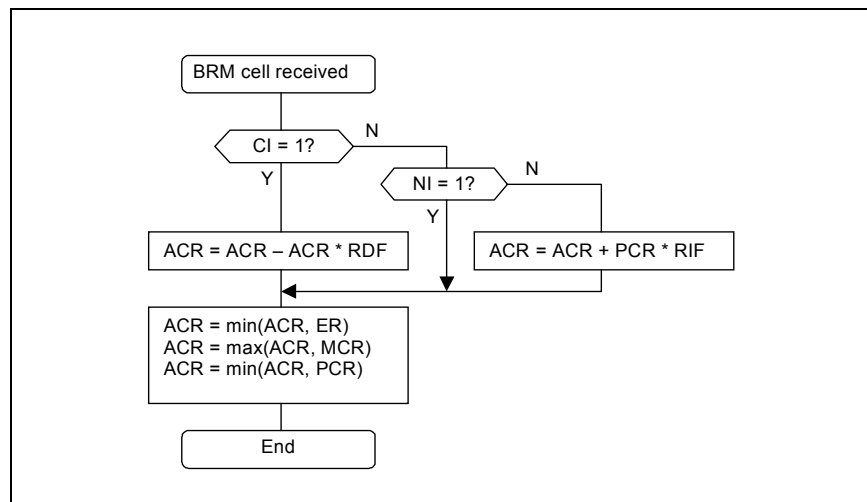 BRM cell received
CI = 1?
N
Y
NI = 1?
N
Y
ACR = ACR – ACR * RDF
ACR = ACR + PCR * RIF
ACR = min(ACR, ER)
ACR = max(ACR, MCR)
ACR = min(ACR, PCR)
End